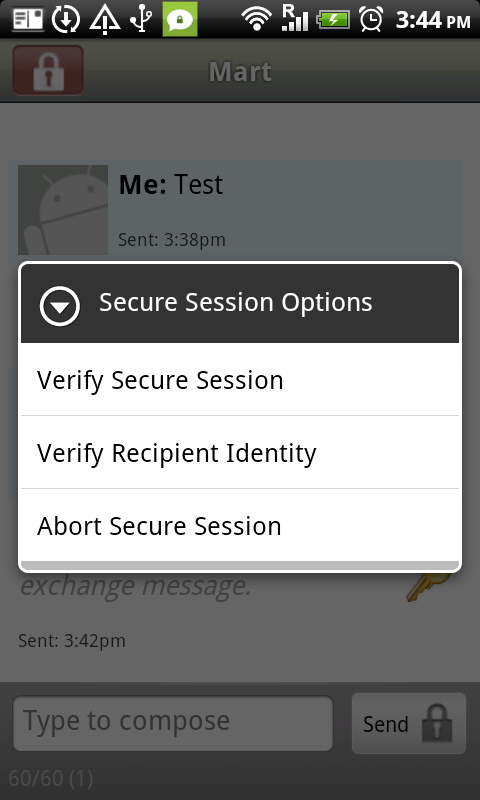 R 3:44 PM
Mart
Me: Test
Sent: 3:38pm
Secure Session Options
Verify Secure Session
Verify Recipient Identity
Abort Secure Session
exchange message.
Sent: 3:42pm
Type to compose
Send
60/60 (1)